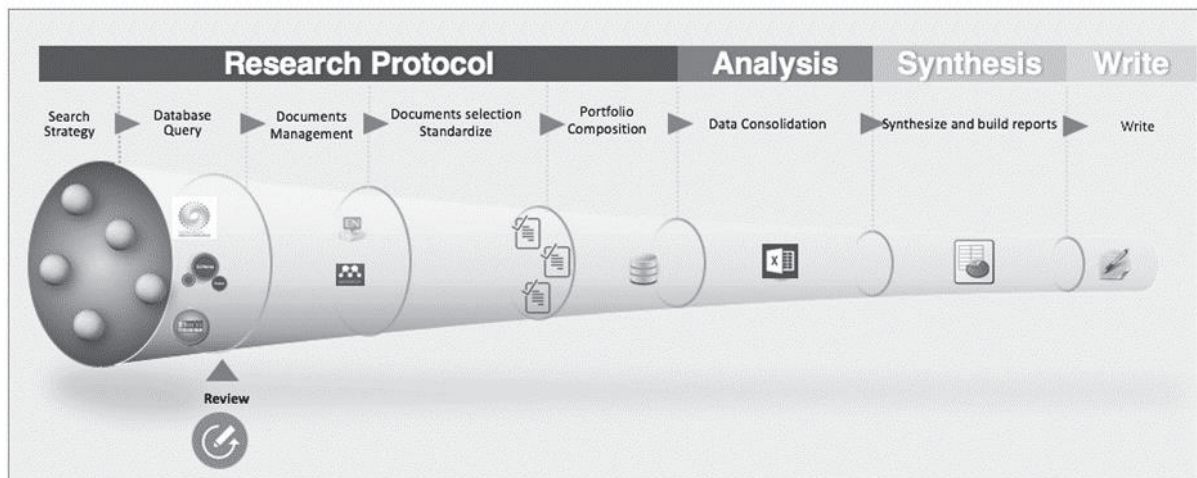 Research Protocol
Analysis
Synthesis
Write
Search
Strategy
Database
Query
Documents
Management
Documents selection
Standardize
Portfolio
Composition
Data Consolidation
Synthesize and build reports
Write
EN
X
Review